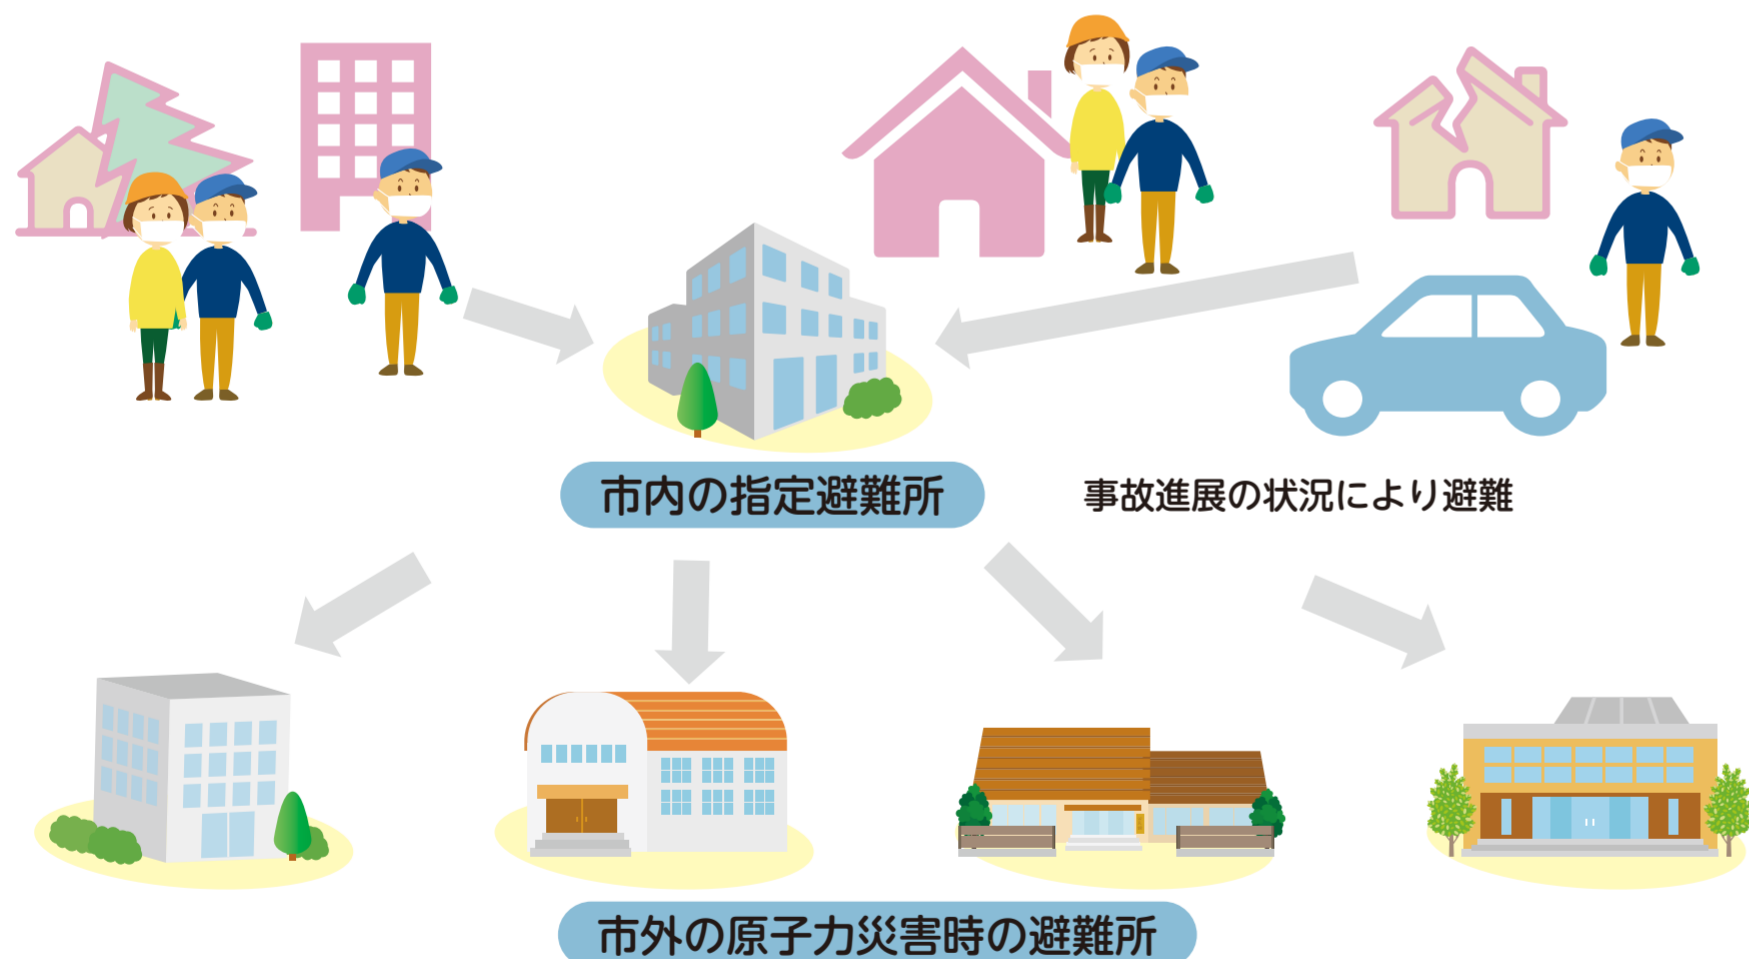 市内の指定避難所
事故進展の状況により避難
市外の原子力災害時の避難所